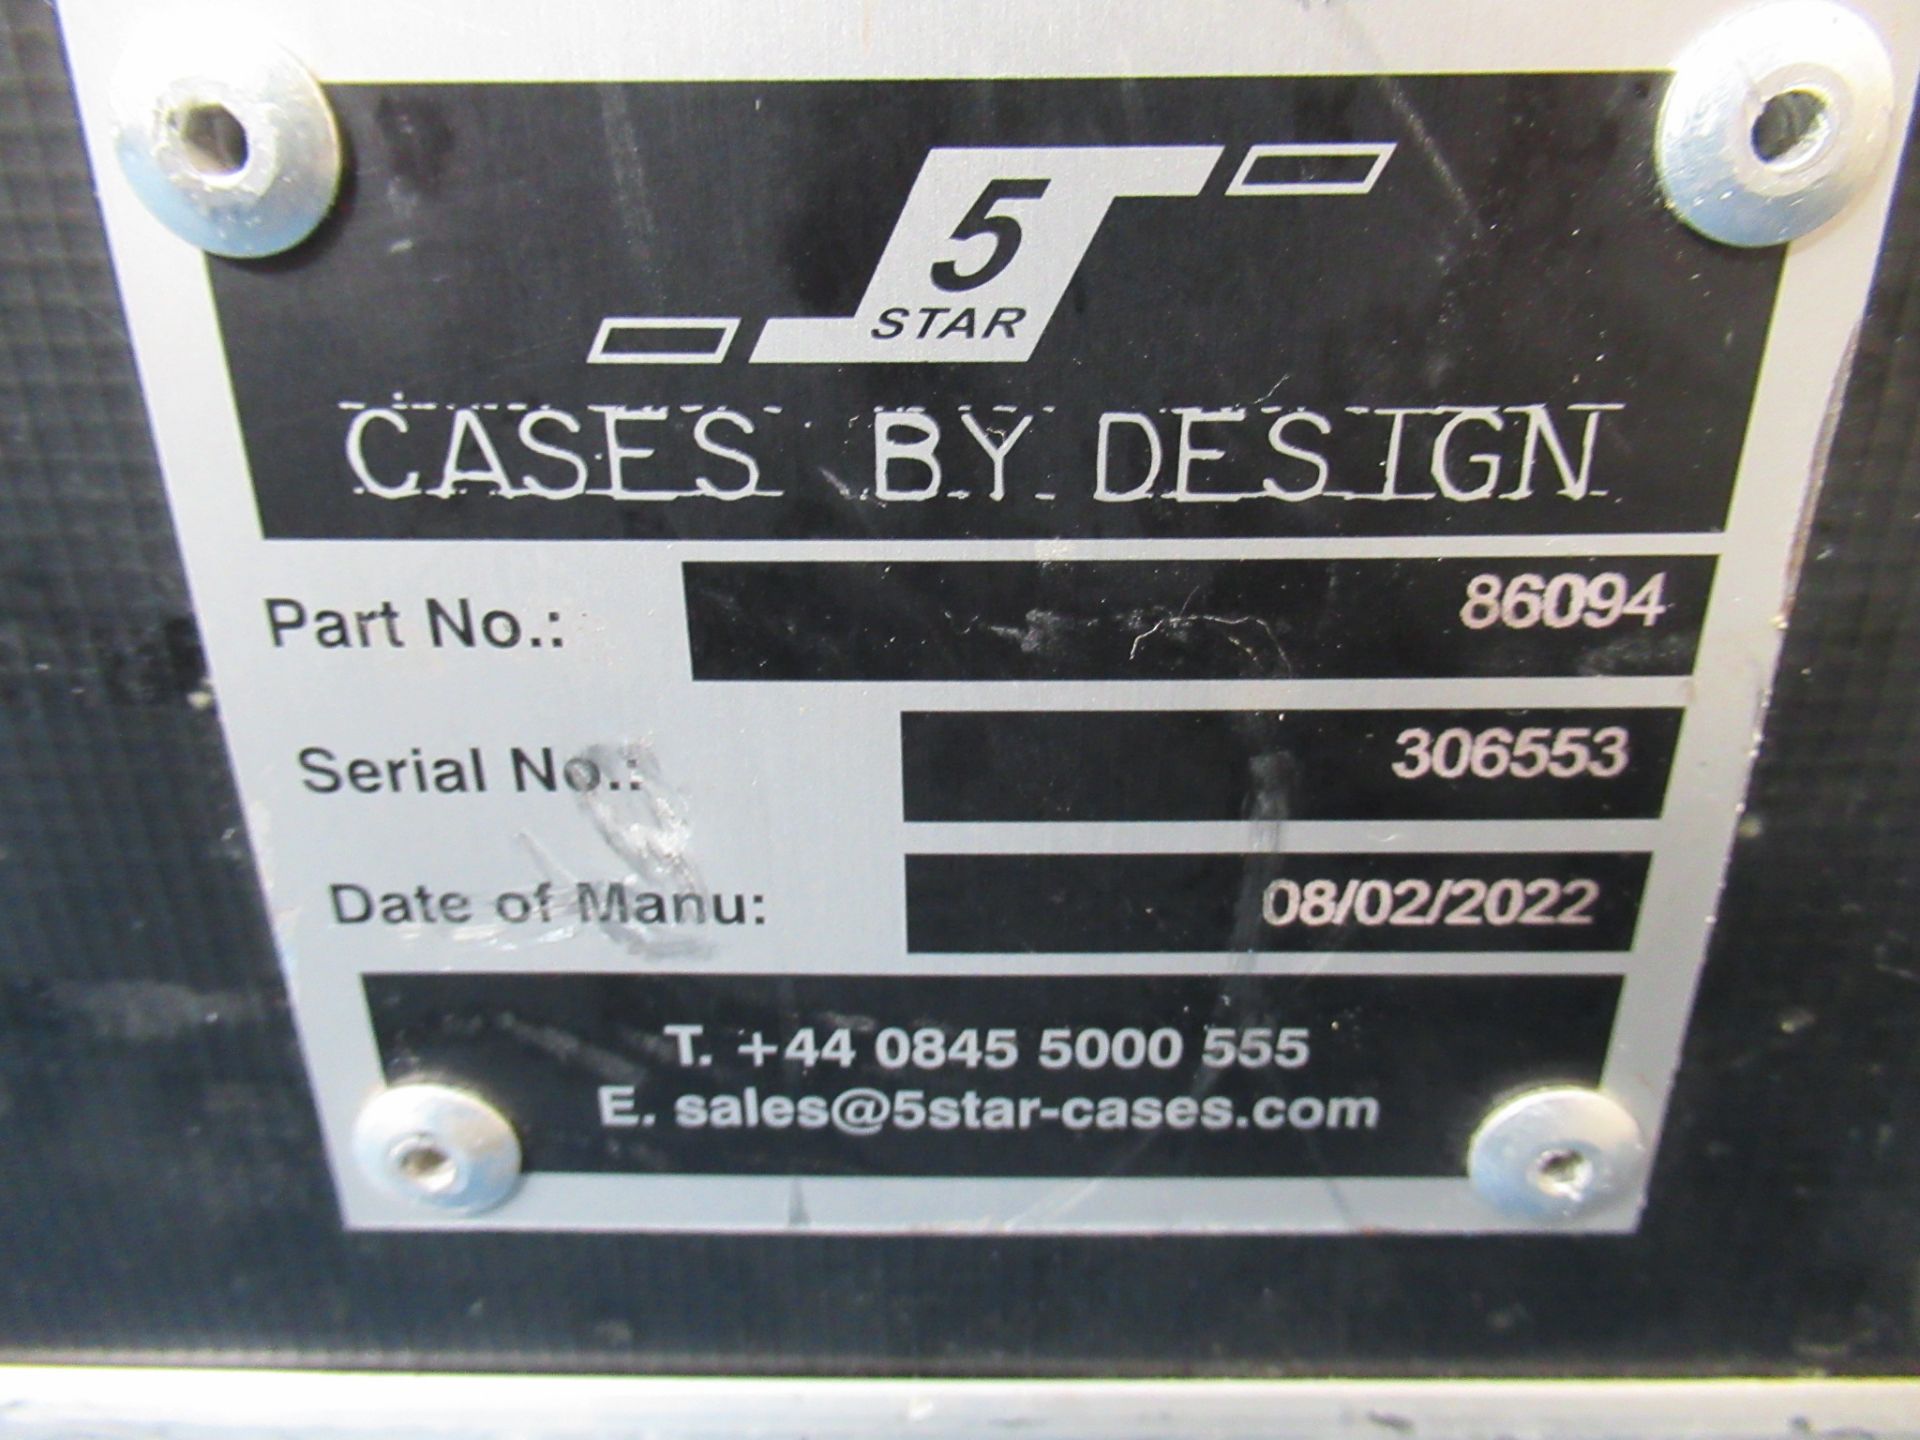 5
STAR
CASES BY DESIGN
Part No.: 86094
Serial No.: 306553
Date of Manu: 08/02/2022
T. +44 0845 5000 555
E. sales@5star-cases.com